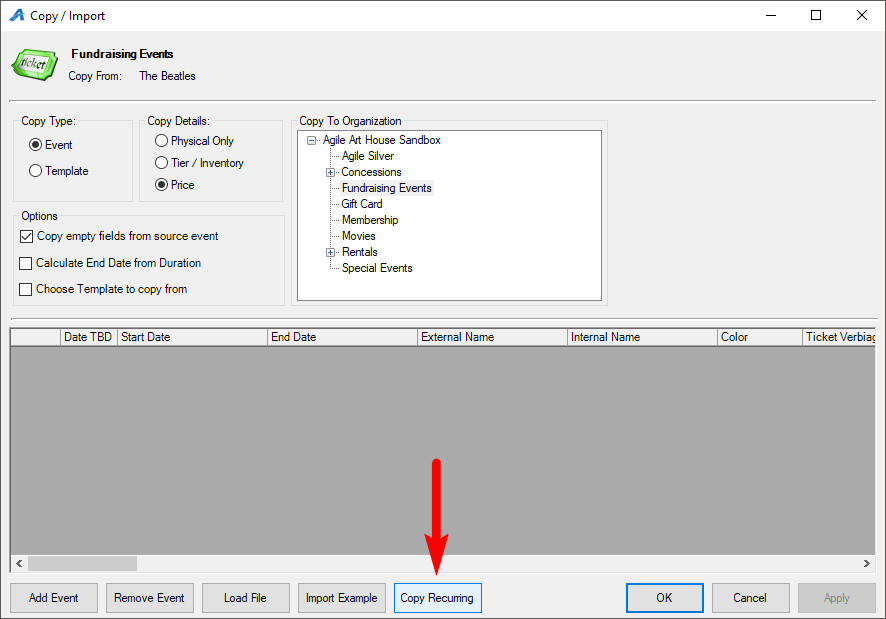 Copy / Import
ticket
Fundraising Events
Copy From: The Beatles
Copy Type:
Event
Template
Copy Details:
Physical Only
Tier / Inventory
Price
Options
Copy empty fields from source event
Calculate End Date from Duration
Choose Template to copy from
Copy To Organization
Agile Art House Sandbox
Agile Silver
Concessions
Fundraising Events
Gift Card
Membership
Movies
Rentals
Special Events
Date TBD Start Date End Date External Name Internal Name Color Ticket Verbiag
Add Event Remove Event Load File Import Example Copy Recurring OK Cancel Apply